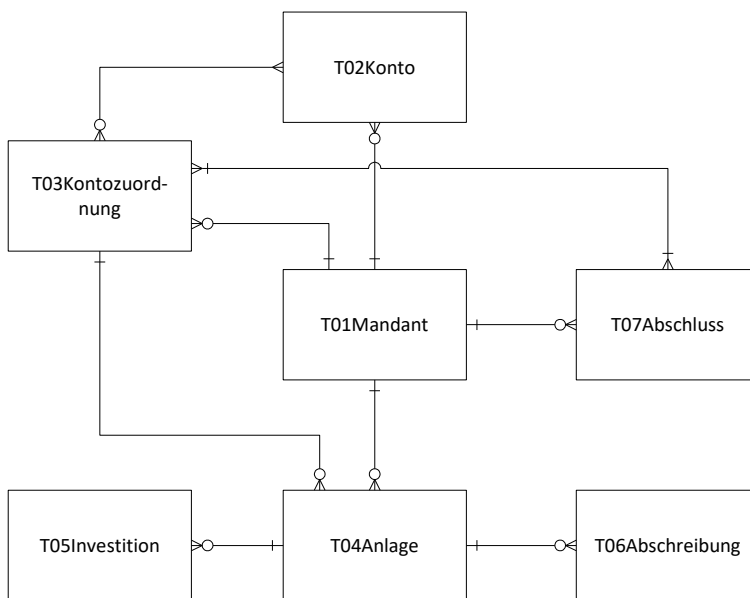 T02Konto
T03Kontozuord-
nung
T01Mandant
T07Abschluss
T05Investition
T04Anlage
T06Abschreibung